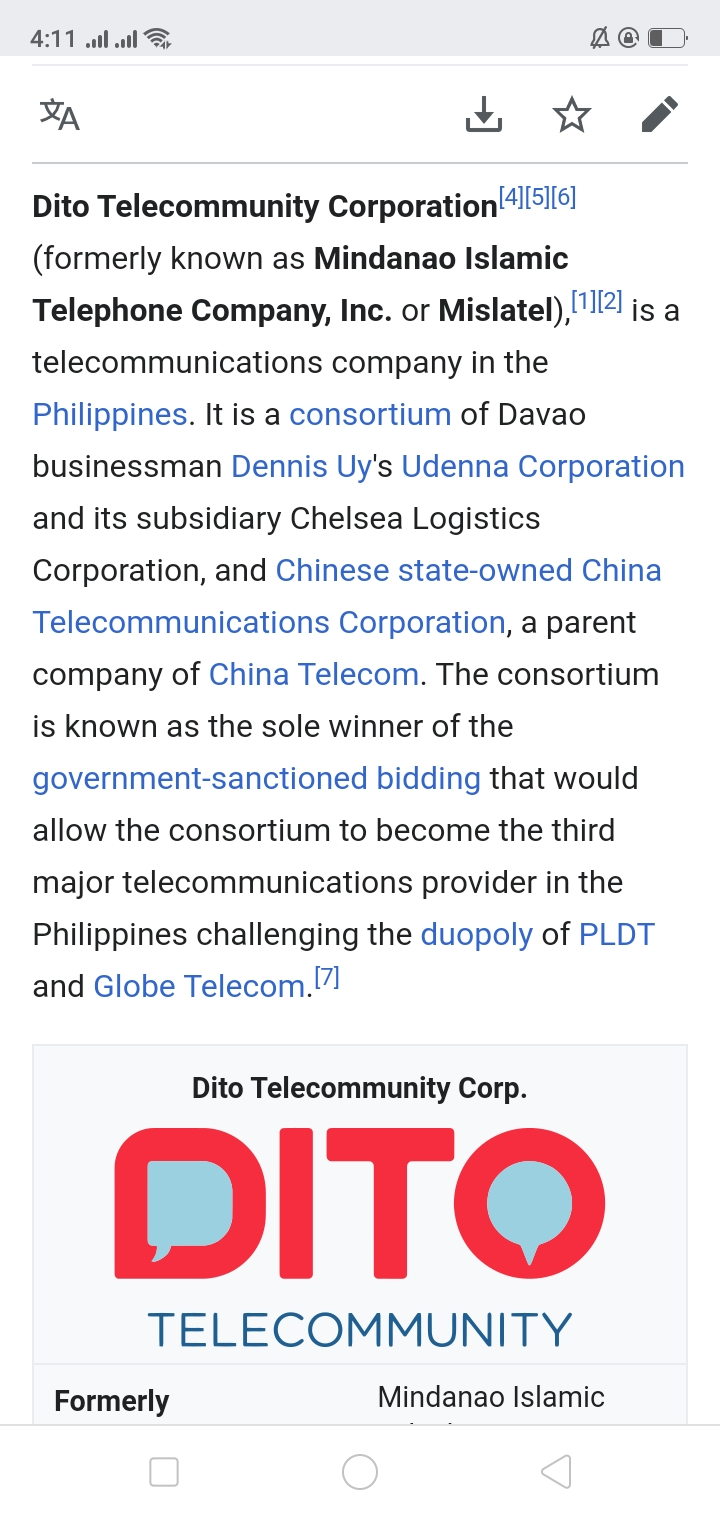 4:11
文A
Dito Telecommunity Corporation[4][5][6]
(formerly known as Mindanao Islamic
Telephone Company, Inc. or Mislatel),[1][2] is a
telecommunications company in the
Philippines. It is a consortium of Davao
businessman Dennis Uy's Udenna Corporation
and its subsidiary Chelsea Logistics
Corporation, and Chinese state-owned China
Telecommunications Corporation, a parent
company of China Telecom. The consortium
is known as the sole winner of the
government-sanctioned bidding that would
allow the consortium to become the third
major telecommunications provider in the
Philippines challenging the duopoly of PLDT
and Globe Telecom.[7]
Dito Telecommunity Corp.
DITO
TELECOMMUNITY
Formerly Mindanao Islamic